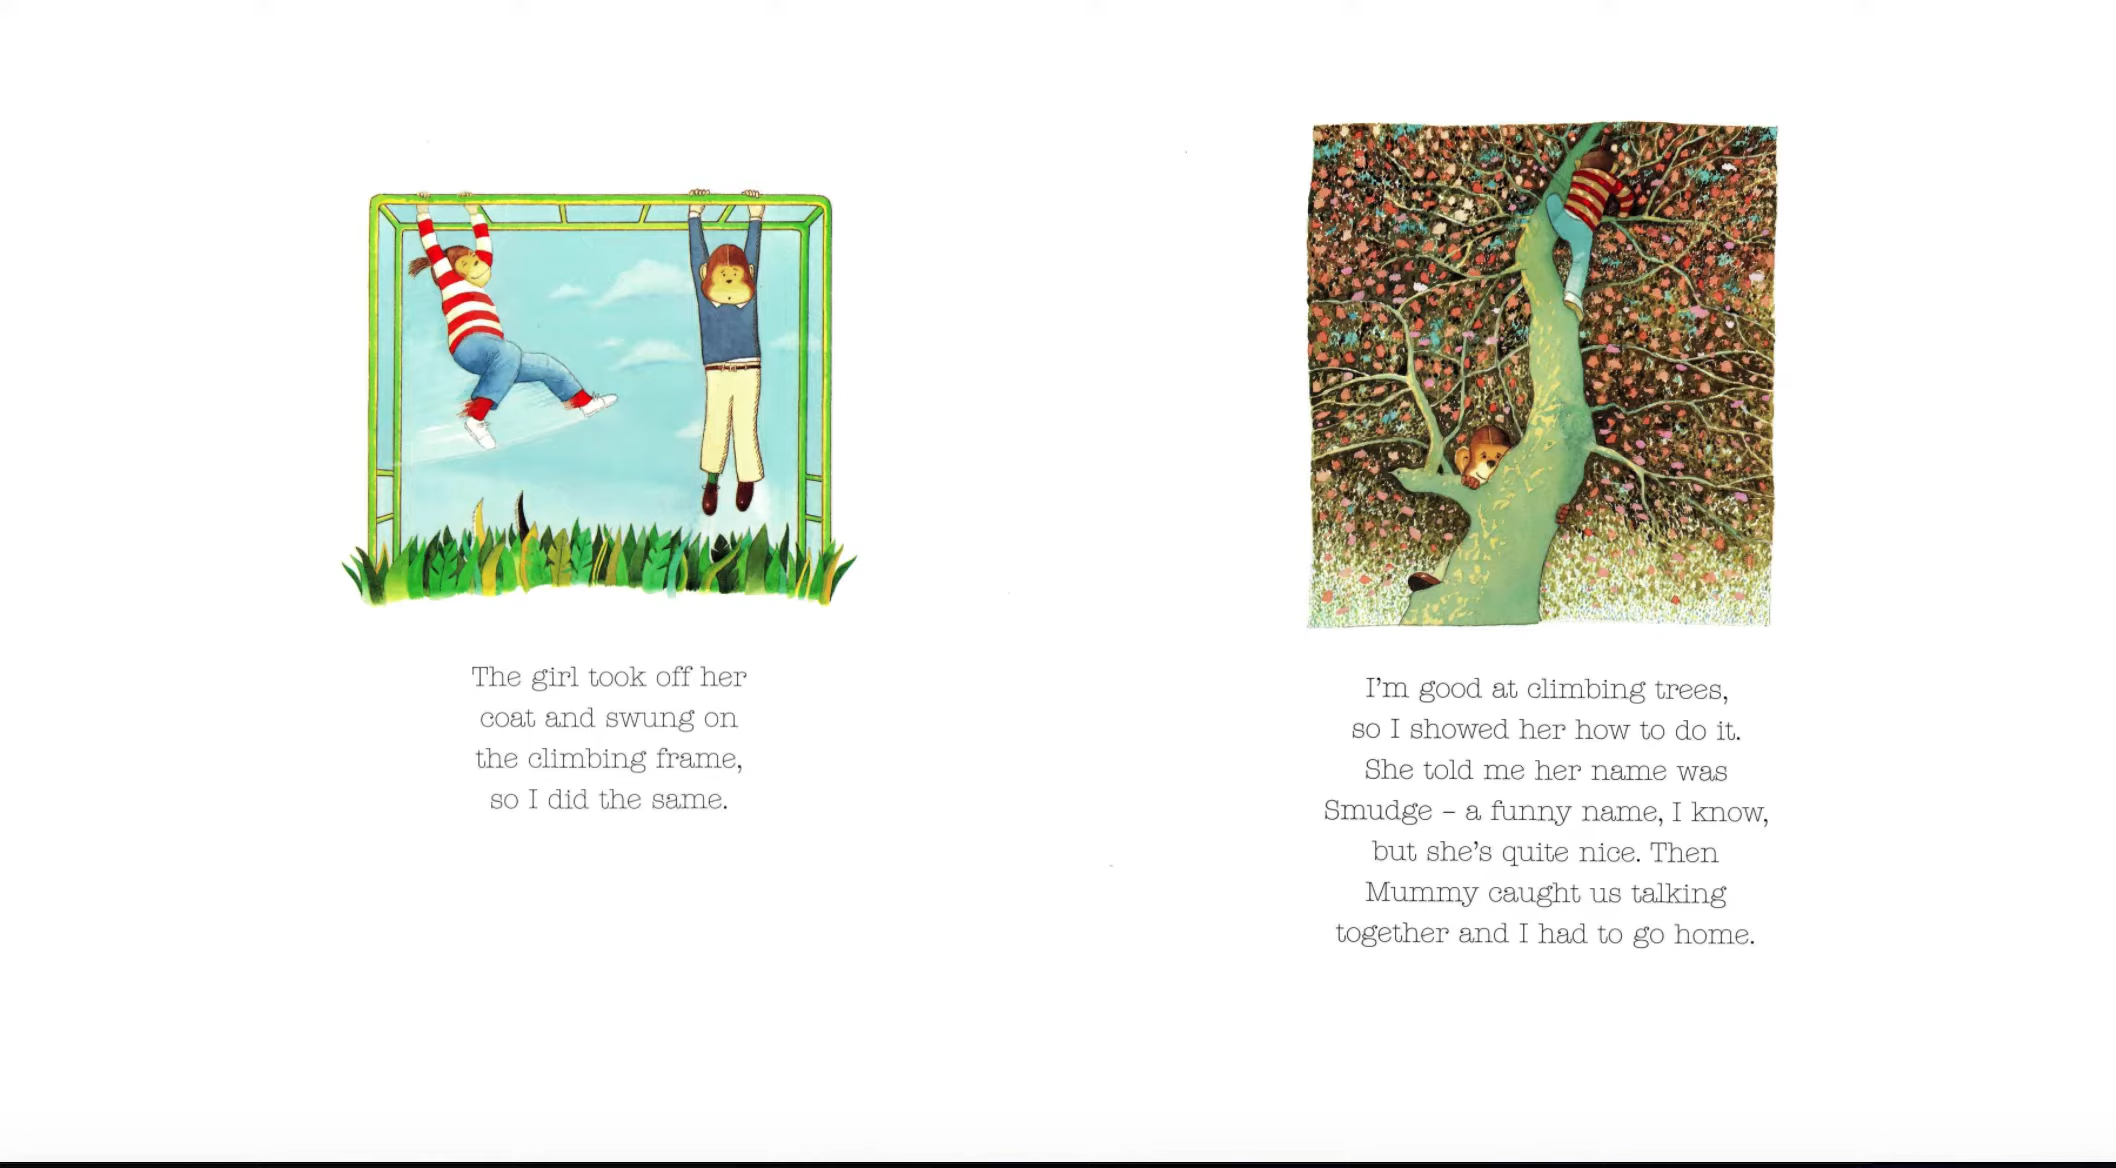 The girl took off her
coat and swung on
the climbing frame,
so I did the same.
I'm good at climbing trees,
so I showed her how to do it.
She told me her name was
Smudge – a funny name, I know,
but she's quite nice. Then
Mummy caught us talking
together and I had to go home.